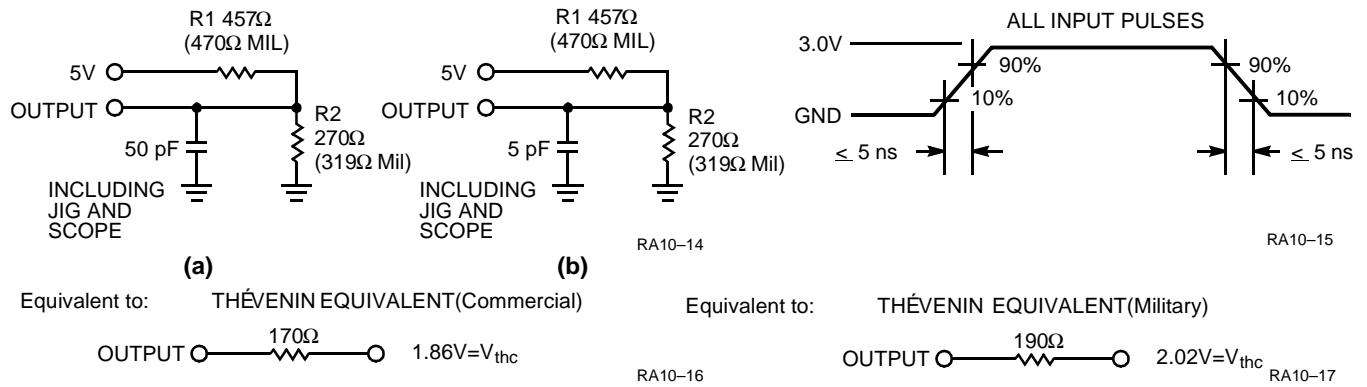 R1 457Ω
(470Ω MIL)
5V
OUTPUT
R2
270Ω
(319Ω Mil)
50 pF
INCLUDING
JIG AND
SCOPE
(a)
R1 457Ω
(470Ω MIL)
5V
OUTPUT
R2
270Ω
(319Ω Mil)
5 pF
INCLUDING
JIG AND
SCOPE
(b)
RA10–14
ALL INPUT PULSES
3.0V
90%
10%
GND
90%
10%
≤ 5 ns
≤ 5 ns
RA10–15
Equivalent to: THÉVENIN EQUIVALENT(Commercial)
170Ω
OUTPUT
1.86V=Vthc
RA10–16
Equivalent to: THÉVENIN EQUIVALENT(Military)
190Ω
OUTPUT
2.02V=Vthc
RA10–17